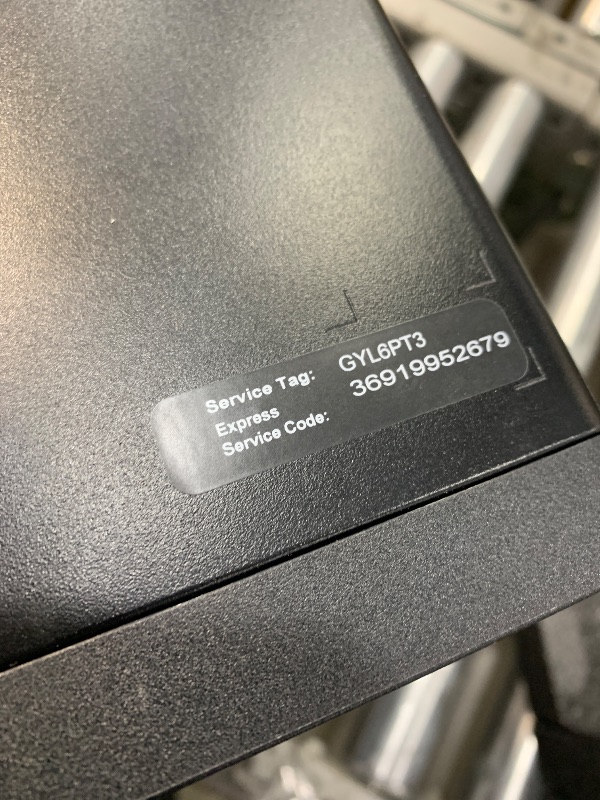 Service Tag: GYL6PT3
Express
Service Code: 36919952679